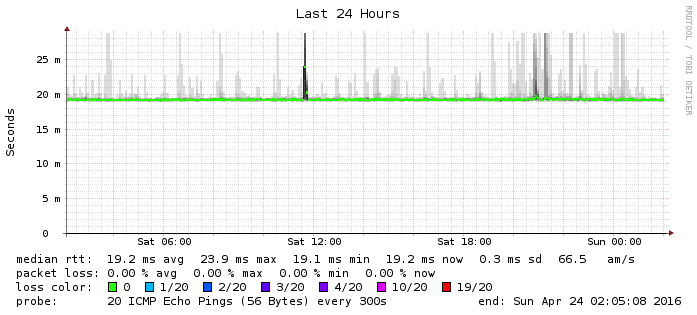 Last 24 Hours
RRDTOOL / TOBI OETIKER
Seconds
25 m
20 m
15 m
10 m
5 m
0
Sat 06:00 Sat 12:00 Sat 18:00 Sun 00:00
median rtt: 19.2 ms avg 23.9 ms max 19.1 ms min 19.2 ms now 0.3 ms sd 66.5 am/s
packet loss: 0.00 % avg 0.00 % max 0.00 % min 0.00 % now
loss color: 0 1/20 2/20 3/20 4/20 10/20 19/20
probe: 20 ICMP Echo Pings (56 Bytes) every 300s end: Sun Apr 24 02:05:08 2016